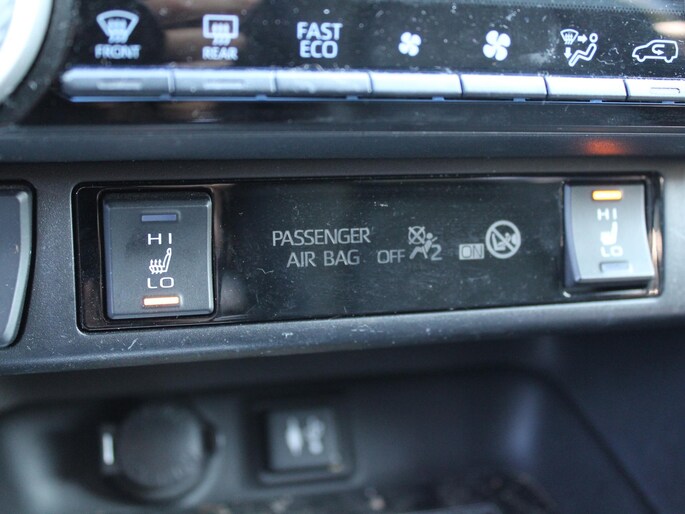 FRONT
REAR
FAST
ECO
HI
LO
PASSENGER
AIR BAG OFF 2 ON
HI
LO